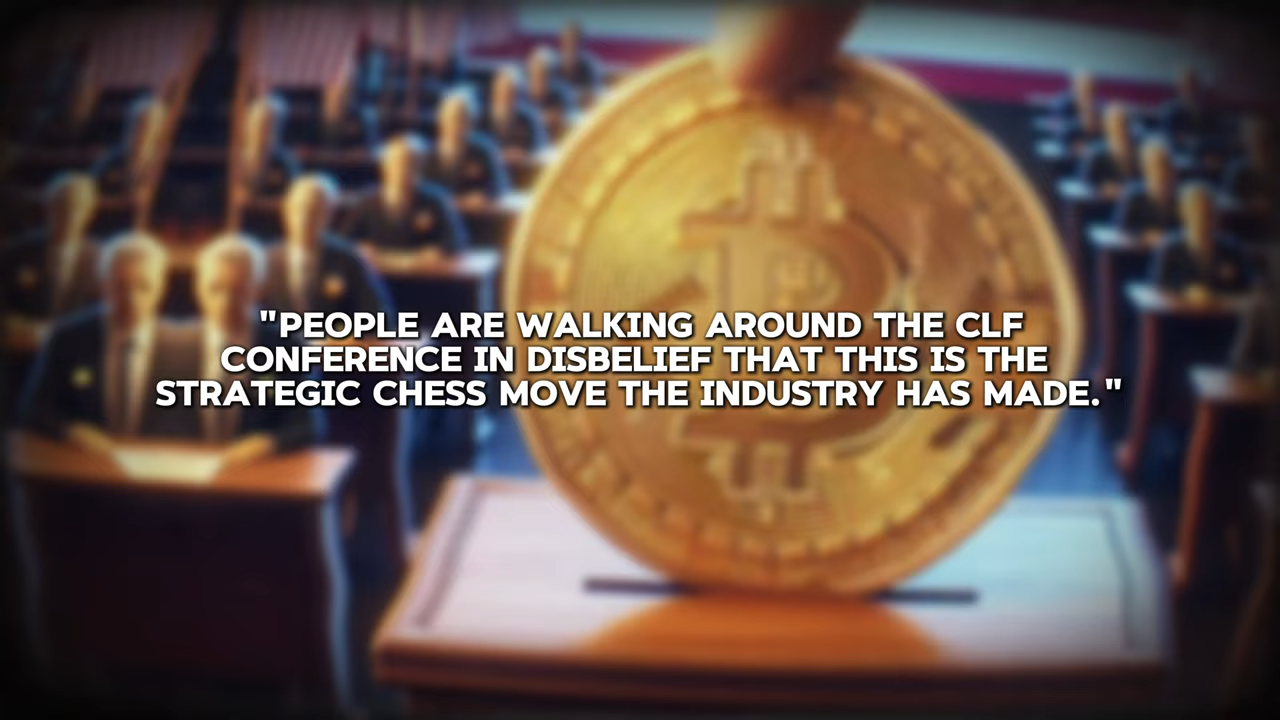 "PEOPLE ARE WALKING AROUND THE CLF
CONFERENCE IN DISBELIEF THAT THIS IS THE
STRATEGIC CHESS MOVE THE INDUSTRY HAS MADE."